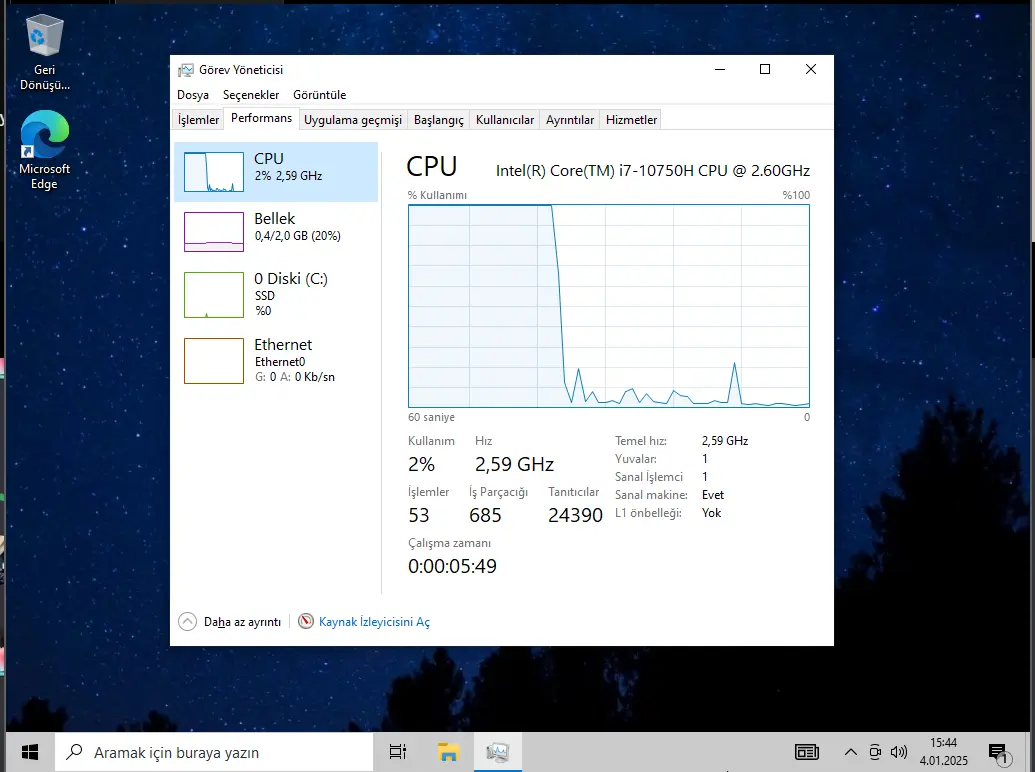 Geri
Dönüşü...
Microsoft
Edge
Görev Yöneticisi
Dosya Seçenekler Görüntüle
İşlemler Performans Uygulama geçmişi Başlangıç Kullanıcılar Ayrıntılar Hizmetler
CPU
2% 2,59 GHz
Bellek
0,4/2,0 GB (20%)
0 Diski (C:)
SSD
%0
Ethernet
Ethernet0
G: 0 A: 0 Kb/sn
CPU Intel(R) Core(TM) i7-10750H CPU @ 2.60GHz
% Kullanımı %100
60 saniye 0
Kullanım Hız
2% 2,59 GHz
İşlemler İş Parçacığı Tanıtıcılar
53 685 24390
Çalışma zamanı
0:00:05:49
Temel hız: 2,59 GHz
Yuvalar: 1
Sanal İşlemci 1
Sanal makine: Evet
L1 önbelleği: Yok
Daha az ayrıntı Kaynak İzleyicisini Aç
Aramak için buraya yazın
15:44
4.01.2025
1